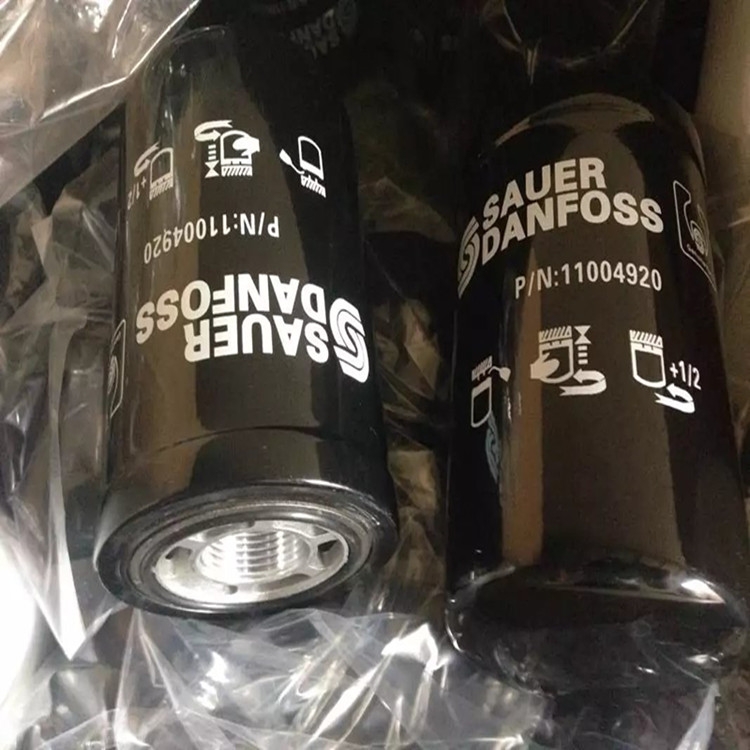 +1/2
P/N:11004920
SAUER
DANFOSS
SAUER
DANFOSS
P/N:11004920
+1/2